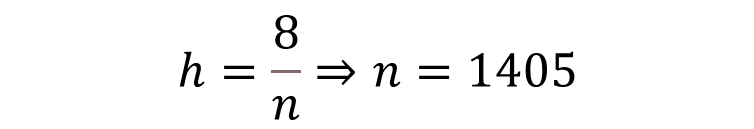 h = 8/n ⇒ n = 1405